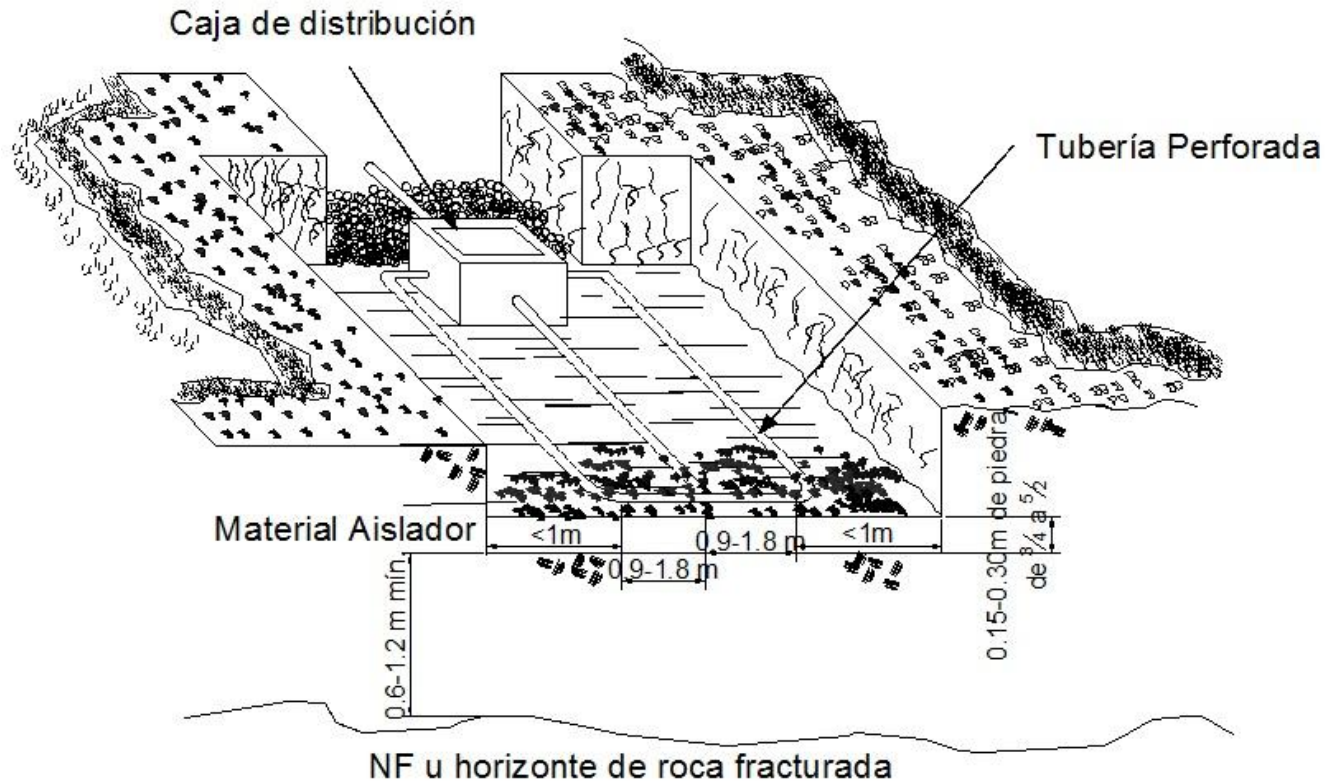 Caja de distribución
Tubería Perforada
Material Aislador
<1m
0.9-1.8 m
<1m
0.9-1.8 m
0.6-1.2 m mín.
0.15-0.30m de piedra
de ¾ a ⁵⁄₂
NF u horizonte de roca fracturada